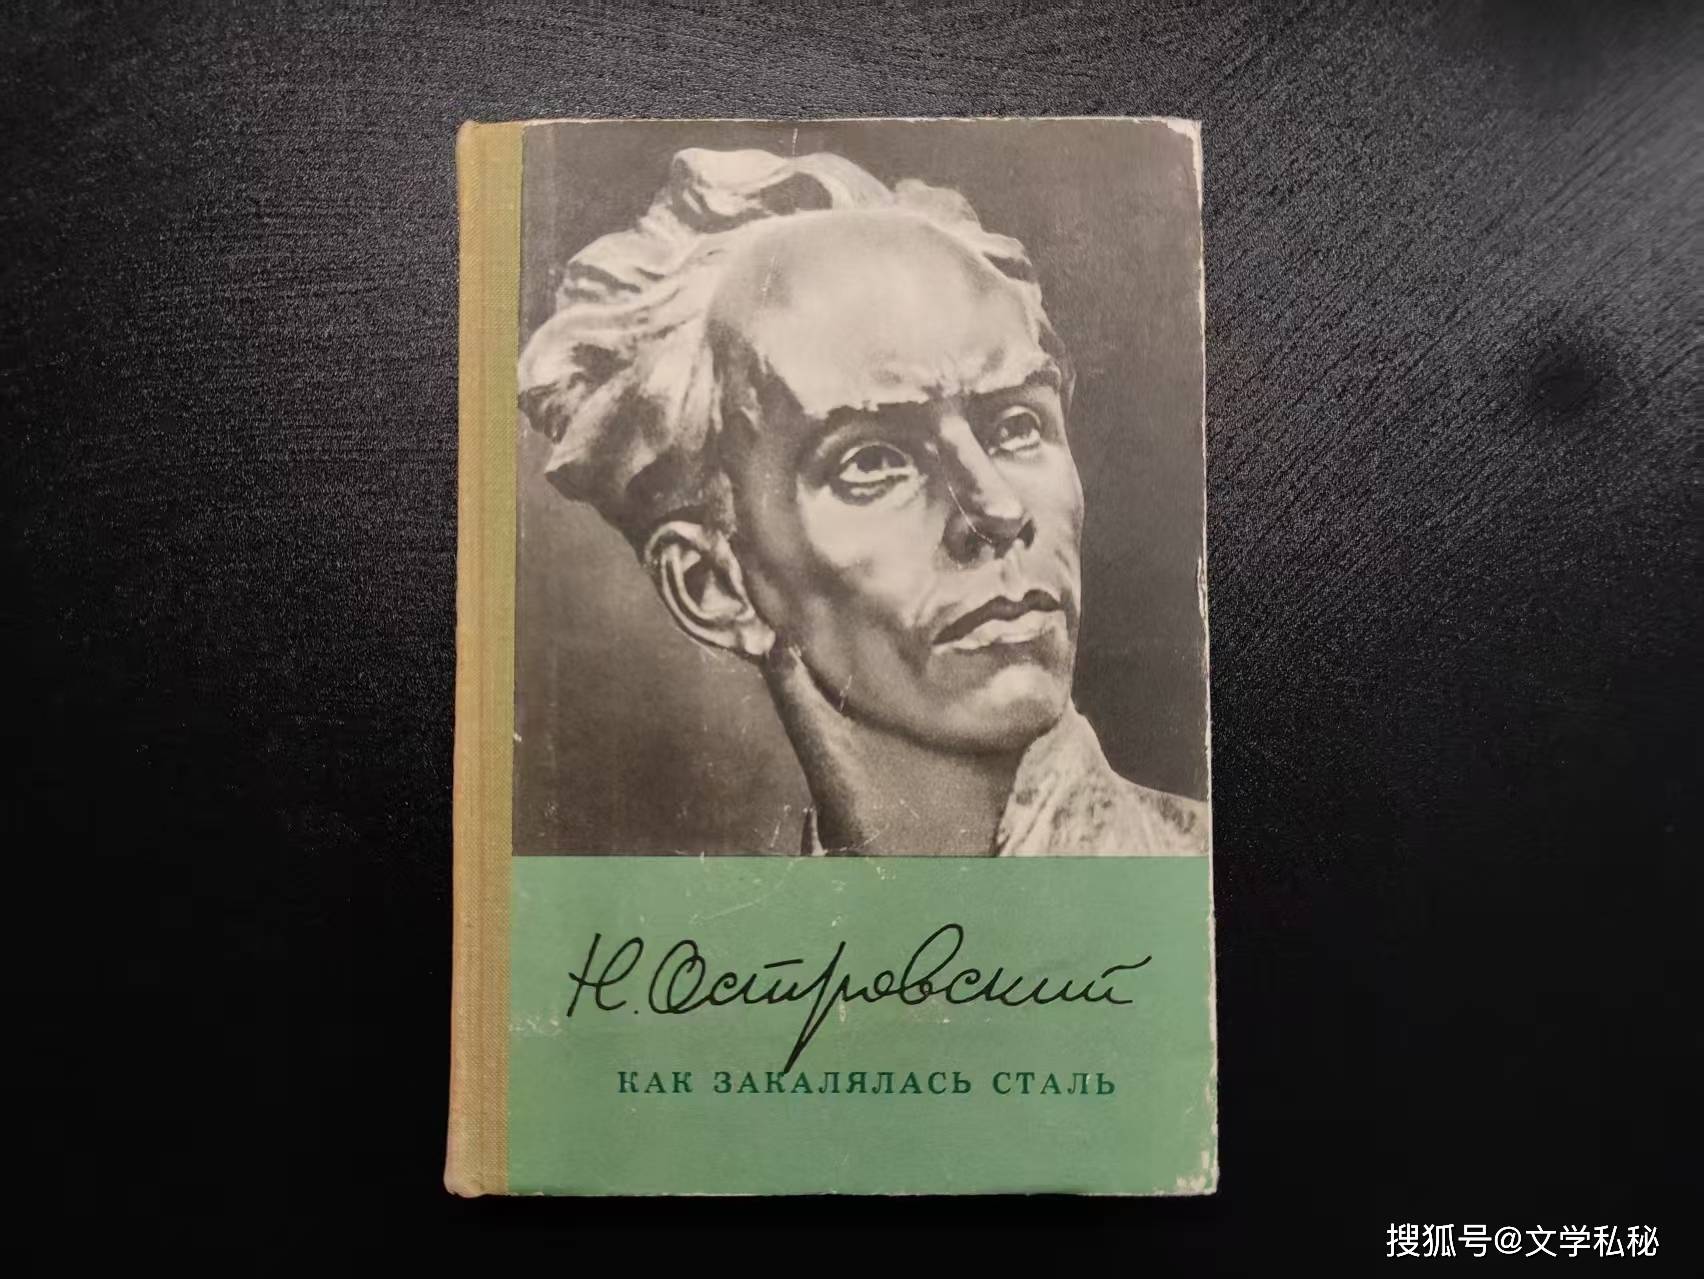 Н. Островский
КАК ЗАКАЛЯЛАСЬ СТАЛЬ
搜狐号@文学私秘